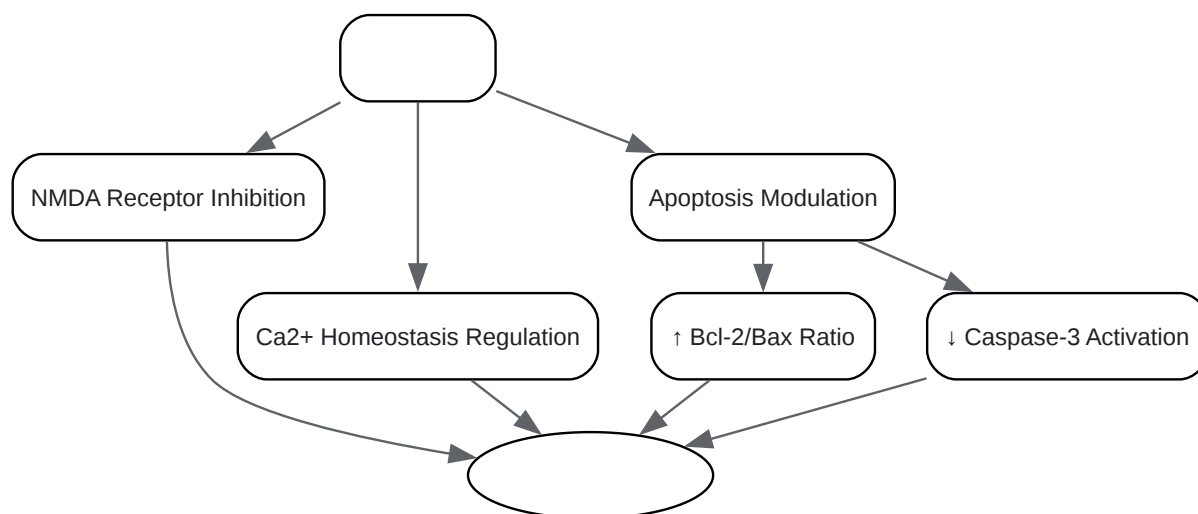 NMDA Receptor Inhibition
Apoptosis Modulation
Ca2+ Homeostasis Regulation
↑ Bcl-2/Bax Ratio
↓ Caspase-3 Activation